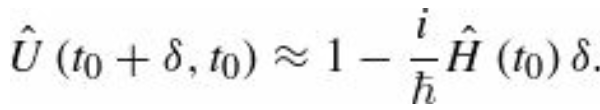 Û (t₀ + δ, t₀) ≈ 1 − i/ħ Ĥ (t₀) δ.